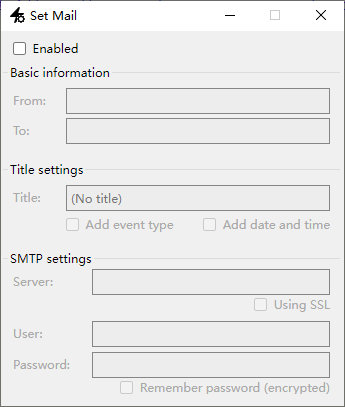 Set Mail
Enabled
Basic information
From:
To:
Title settings
Title: (No title)
Add event type Add date and time
SMTP settings
Server:
Using SSL
User:
Password:
Remember password (encrypted)